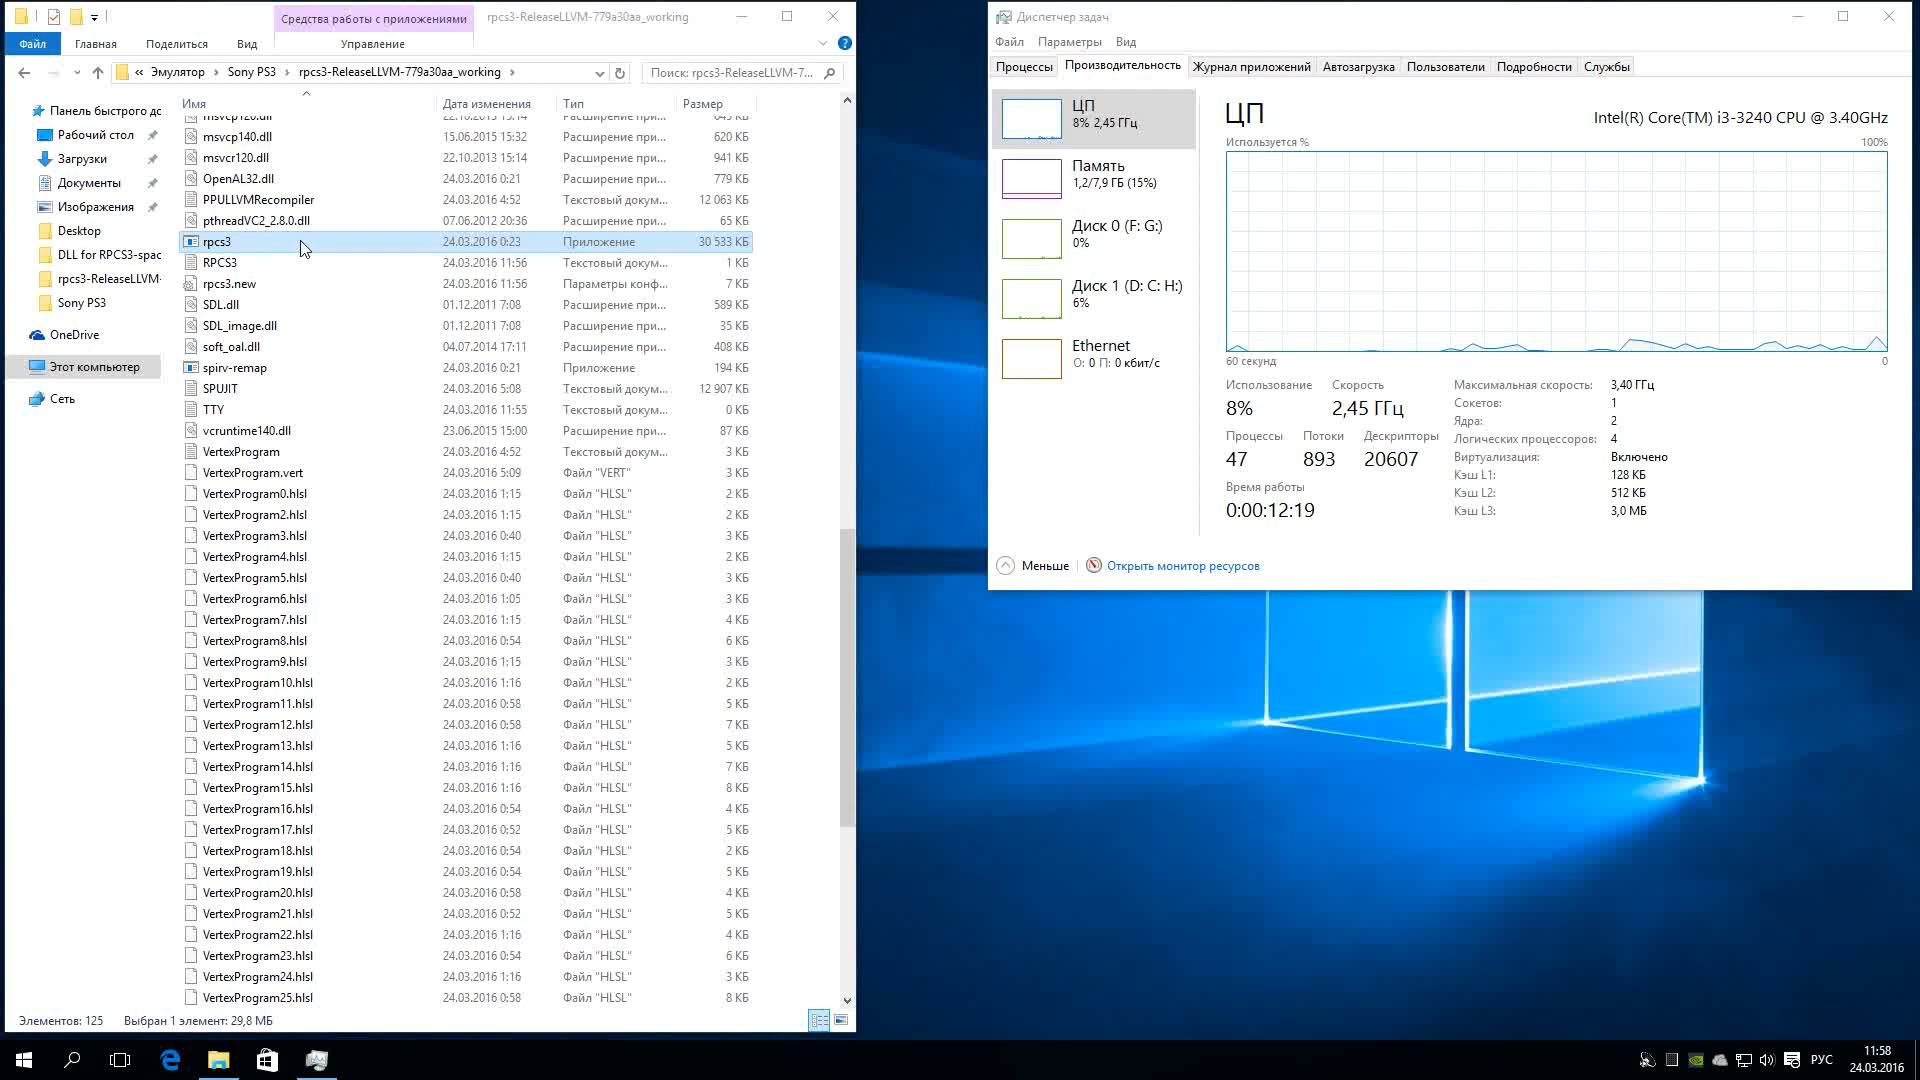 Средства работы с приложениями
rpcs3-ReleaseLLVM-779a30aa_working
Файл Главная Поделиться Вид Управление
« Эмулятор › Sony PS3 › rpcs3-ReleaseLLVM-779a30aa_working ›
Поиск: rpcs3-ReleaseLLVM-7...
Панель быстрого до
Рабочий стол
Загрузки
Документы
Изображения
Desktop
DLL for RPCS3-spac
rpcs3-ReleaseLLVM-
Sony PS3
OneDrive
Этот компьютер
Сеть
Имя Дата изменения Тип Размер
msvcp120.dll 22.10.2013 15:14 Расширение при... 645 КБ
msvcp140.dll 15.06.2015 15:32 Расширение при... 620 КБ
msvcr120.dll 22.10.2013 15:14 Расширение при... 941 КБ
OpenAL32.dll 24.03.2016 0:21 Расширение при... 779 КБ
PPULLVMRecompiler 24.03.2016 4:52 Текстовый докум... 12 063 КБ
pthreadVC2_2.8.0.dll 07.06.2012 20:36 Расширение при... 65 КБ
rpcs3 24.03.2016 0:23 Приложение 30 533 КБ
RPCS3 24.03.2016 11:56 Текстовый докум... 1 КБ
rpcs3.new 24.03.2016 11:56 Параметры конф... 7 КБ
SDL.dll 01.12.2011 7:08 Расширение при... 589 КБ
SDL_image.dll 01.12.2011 7:08 Расширение при... 35 КБ
soft_oal.dll 04.07.2014 17:11 Расширение при... 408 КБ
spirv-remap 24.03.2016 0:21 Приложение 194 КБ
SPUJIT 24.03.2016 5:08 Текстовый докум... 12 907 КБ
TTY 24.03.2016 11:55 Текстовый докум... 0 КБ
vcruntime140.dll 23.06.2015 15:00 Расширение при... 87 КБ
VertexProgram 24.03.2016 4:52 Текстовый докум... 3 КБ
VertexProgram.vert 24.03.2016 5:09 Файл "VERT" 3 КБ
VertexProgram0.hlsl 24.03.2016 1:15 Файл "HLSL" 2 КБ
VertexProgram2.hlsl 24.03.2016 1:15 Файл "HLSL" 2 КБ
VertexProgram3.hlsl 24.03.2016 0:40 Файл "HLSL" 3 КБ
VertexProgram4.hlsl 24.03.2016 1:15 Файл "HLSL" 2 КБ
VertexProgram5.hlsl 24.03.2016 0:40 Файл "HLSL" 3 КБ
VertexProgram6.hlsl 24.03.2016 1:05 Файл "HLSL" 3 КБ
VertexProgram7.hlsl 24.03.2016 1:15 Файл "HLSL" 4 КБ
VertexProgram8.hlsl 24.03.2016 0:54 Файл "HLSL" 6 КБ
VertexProgram9.hlsl 24.03.2016 1:15 Файл "HLSL" 3 КБ
VertexProgram10.hlsl 24.03.2016 1:16 Файл "HLSL" 2 КБ
VertexProgram11.hlsl 24.03.2016 0:58 Файл "HLSL" 5 КБ
VertexProgram12.hlsl 24.03.2016 0:58 Файл "HLSL" 7 КБ
VertexProgram13.hlsl 24.03.2016 1:16 Файл "HLSL" 5 КБ
VertexProgram14.hlsl 24.03.2016 1:16 Файл "HLSL" 7 КБ
VertexProgram15.hlsl 24.03.2016 1:16 Файл "HLSL" 8 КБ
VertexProgram16.hlsl 24.03.2016 0:54 Файл "HLSL" 4 КБ
VertexProgram17.hlsl 24.03.2016 0:52 Файл "HLSL" 5 КБ
VertexProgram18.hlsl 24.03.2016 0:54 Файл "HLSL" 2 КБ
VertexProgram19.hlsl 24.03.2016 0:54 Файл "HLSL" 5 КБ
VertexProgram20.hlsl 24.03.2016 0:58 Файл "HLSL" 4 КБ
VertexProgram21.hlsl 24.03.2016 0:52 Файл "HLSL" 5 КБ
VertexProgram22.hlsl 24.03.2016 1:16 Файл "HLSL" 4 КБ
VertexProgram23.hlsl 24.03.2016 0:54 Файл "HLSL" 6 КБ
VertexProgram24.hlsl 24.03.2016 1:16 Файл "HLSL" 3 КБ
VertexProgram25.hlsl 24.03.2016 0:58 Файл "HLSL" 8 КБ
Элементов: 125 Выбран 1 элемент: 29,8 МБ
Диспетчер задач
Файл Параметры Вид
Процессы Производительность Журнал приложений Автозагрузка Пользователи Подробности Службы
ЦП
8% 2,45 ГГц
Память
1,2/7,9 ГБ (15%)
Диск 0 (F: G:)
0%
Диск 1 (D: C: H:)
6%
Ethernet
О: 0 П: 0 кбит/с
ЦП Intel(R) Core(TM) i3-3240 CPU @ 3.40GHz
Используется % 100%
60 секунд 0
Использование Скорость
8% 2,45 ГГц
Процессы Потоки Дескрипторы
47 893 20607
Время работы
0:00:12:19
Максимальная скорость: 3,40 ГГц
Сокетов: 1
Ядра: 2
Логических процессоров: 4
Виртуализация: Включено
Кэш L1: 128 КБ
Кэш L2: 512 КБ
Кэш L3: 3,0 МБ
Меньше Открыть монитор ресурсов
РУС
11:58
24.03.2016